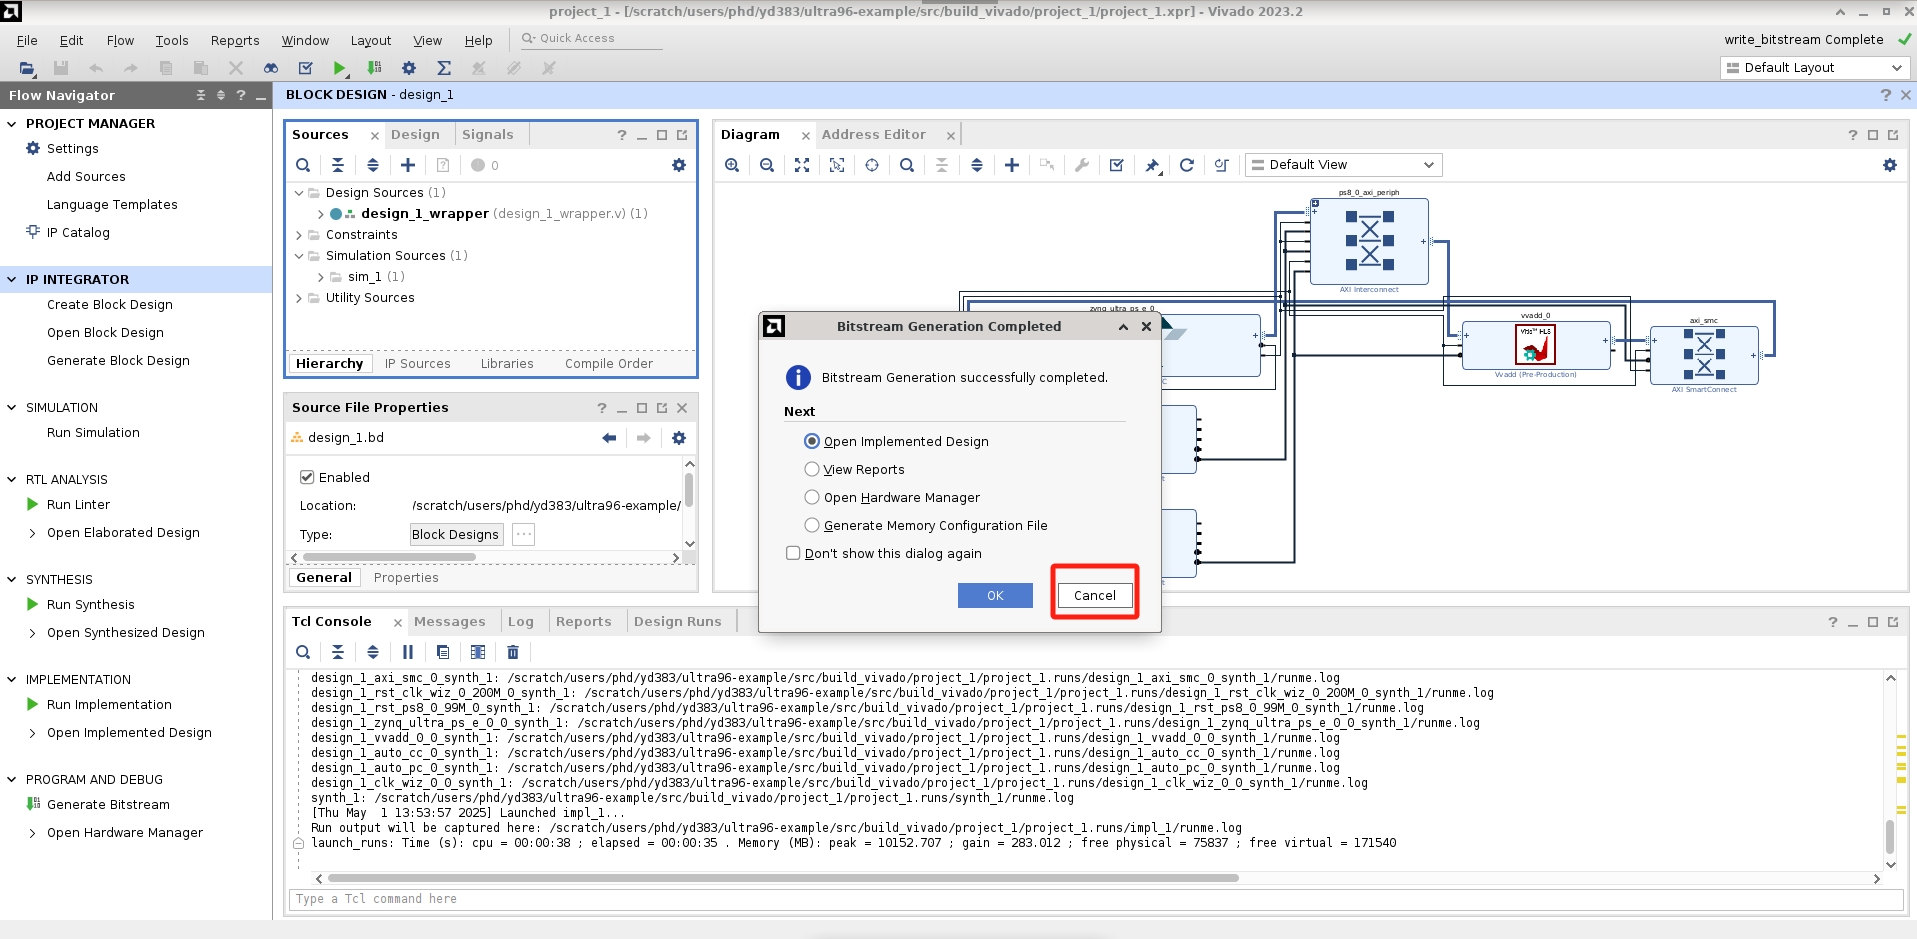 project_1 - [/scratch/users/phd/yd383/ultra96-example/src/build_vivado/project_1/project_1.xpr] - Vivado 2023.2
File Edit Flow Tools Reports Window Layout View Help
Quick Access
write_bitstream Complete
Default Layout
Flow Navigator
PROJECT MANAGER
Settings
Add Sources
Language Templates
IP Catalog
IP INTEGRATOR
Create Block Design
Open Block Design
Generate Block Design
SIMULATION
Run Simulation
RTL ANALYSIS
Run Linter
Open Elaborated Design
SYNTHESIS
Run Synthesis
Open Synthesized Design
IMPLEMENTATION
Run Implementation
Open Implemented Design
PROGRAM AND DEBUG
Generate Bitstream
Open Hardware Manager
BLOCK DESIGN - design_1
Sources Design Signals
0
Design Sources (1)
design_1_wrapper (design_1_wrapper.v) (1)
Constraints
Simulation Sources (1)
sim_1 (1)
Utility Sources
Hierarchy IP Sources Libraries Compile Order
Source File Properties
design_1.bd
Enabled
Location: /scratch/users/phd/yd383/ultra96-example/
Type: Block Designs
General Properties
Diagram Address Editor
Default View
ps8_0_axi_periph
AXI Interconnect
zynq_ultra_ps_e_0
vvadd_0
Vitis™ HLS
Vvadd (Pre-Production)
axi_smc
AXI SmartConnect
Bitstream Generation Completed
Bitstream Generation successfully completed.
Next
Open Implemented Design
View Reports
Open Hardware Manager
Generate Memory Configuration File
Don't show this dialog again
OK
Cancel
Tcl Console Messages Log Reports Design Runs
design_1_axi_smc_0_synth_1: /scratch/users/phd/yd383/ultra96-example/src/build_vivado/project_1/project_1.runs/design_1_axi_smc_0_synth_1/runme.log
design_1_rst_clk_wiz_0_200M_0_synth_1: /scratch/users/phd/yd383/ultra96-example/src/build_vivado/project_1/project_1.runs/design_1_rst_clk_wiz_0_200M_0_synth_1/runme.log
design_1_rst_ps8_0_99M_0_synth_1: /scratch/users/phd/yd383/ultra96-example/src/build_vivado/project_1/project_1.runs/design_1_rst_ps8_0_99M_0_synth_1/runme.log
design_1_zynq_ultra_ps_e_0_0_synth_1: /scratch/users/phd/yd383/ultra96-example/src/build_vivado/project_1/project_1.runs/design_1_zynq_ultra_ps_e_0_0_synth_1/runme.log
design_1_vvadd_0_0_synth_1: /scratch/users/phd/yd383/ultra96-example/src/build_vivado/project_1/project_1.runs/design_1_vvadd_0_0_synth_1/runme.log
design_1_auto_cc_0_synth_1: /scratch/users/phd/yd383/ultra96-example/src/build_vivado/project_1/project_1.runs/design_1_auto_cc_0_synth_1/runme.log
design_1_auto_pc_0_synth_1: /scratch/users/phd/yd383/ultra96-example/src/build_vivado/project_1/project_1.runs/design_1_auto_pc_0_synth_1/runme.log
design_1_clk_wiz_0_0_synth_1: /scratch/users/phd/yd383/ultra96-example/src/build_vivado/project_1/project_1.runs/design_1_clk_wiz_0_0_synth_1/runme.log
synth_1: /scratch/users/phd/yd383/ultra96-example/src/build_vivado/project_1/project_1.runs/synth_1/runme.log
[Thu May  1 13:53:57 2025] Launched impl_1...
Run output will be captured here: /scratch/users/phd/yd383/ultra96-example/src/build_vivado/project_1/project_1.runs/impl_1/runme.log
launch_runs: Time (s): cpu = 00:00:38 ; elapsed = 00:00:35 . Memory (MB): peak = 10152.707 ; gain = 283.012 ; free physical = 75837 ; free virtual = 171540
Type a Tcl command here